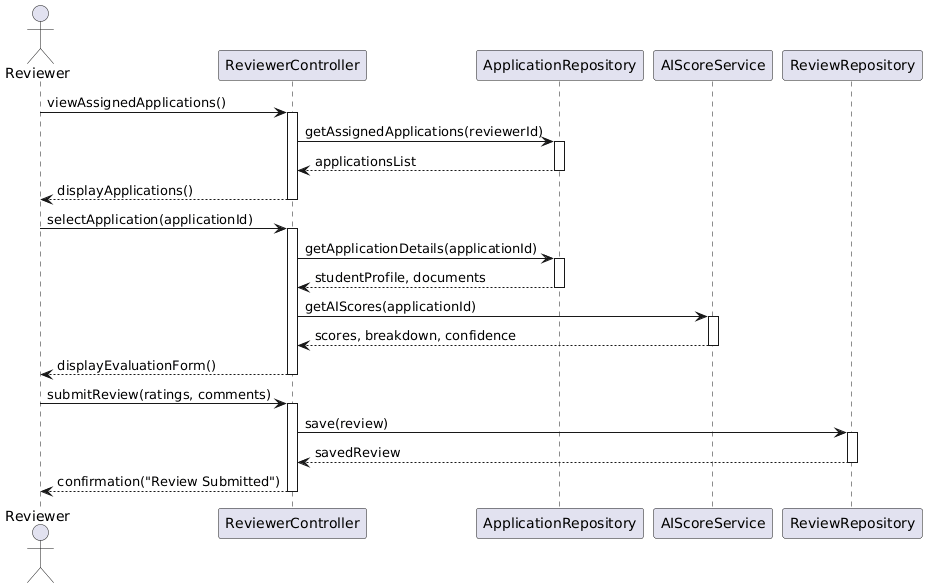 Reviewer
ReviewerController
ApplicationRepository
AIScoreService
ReviewRepository
viewAssignedApplications()
getAssignedApplications(reviewerId)
applicationsList
displayApplications()
selectApplication(applicationId)
getApplicationDetails(applicationId)
studentProfile, documents
getAIScores(applicationId)
scores, breakdown, confidence
displayEvaluationForm()
submitReview(ratings, comments)
save(review)
savedReview
confirmation("Review Submitted")
Reviewer
ReviewerController
ApplicationRepository
AIScoreService
ReviewRepository